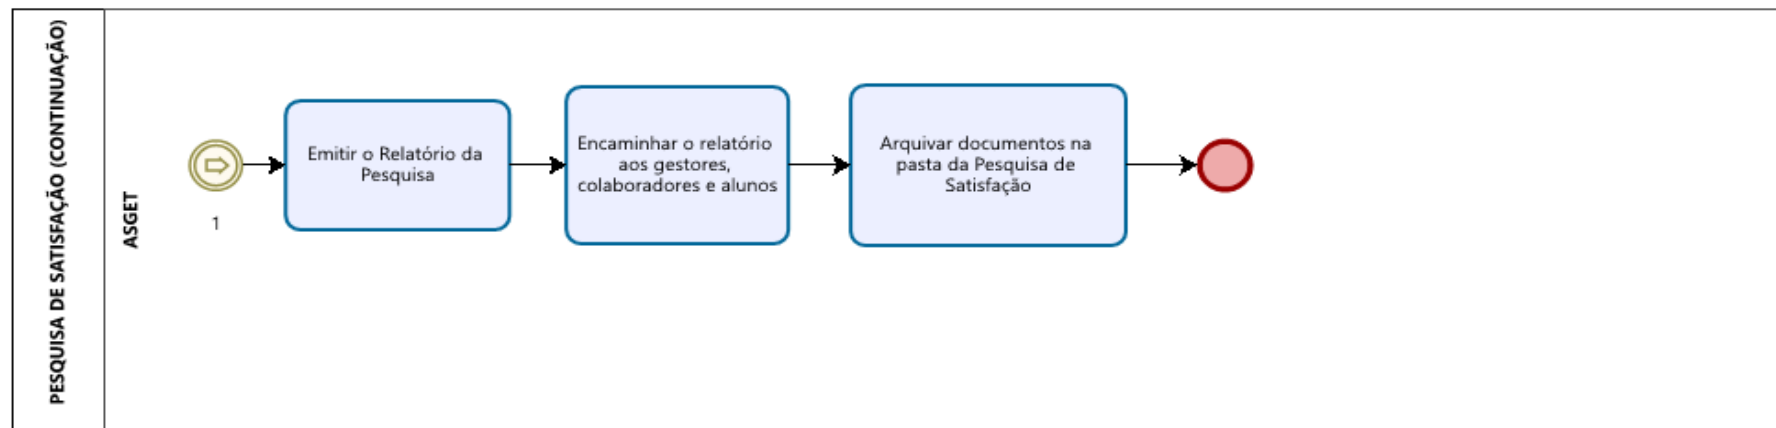 PESQUISA DE SATISFAÇÃO (CONTINUAÇÃO)
ASGET
1
Emitir o Relatório da
Pesquisa
Encaminhar o relatório
aos gestores,
colaboradores e alunos
Arquivar documentos na
pasta da Pesquisa de
Satisfação